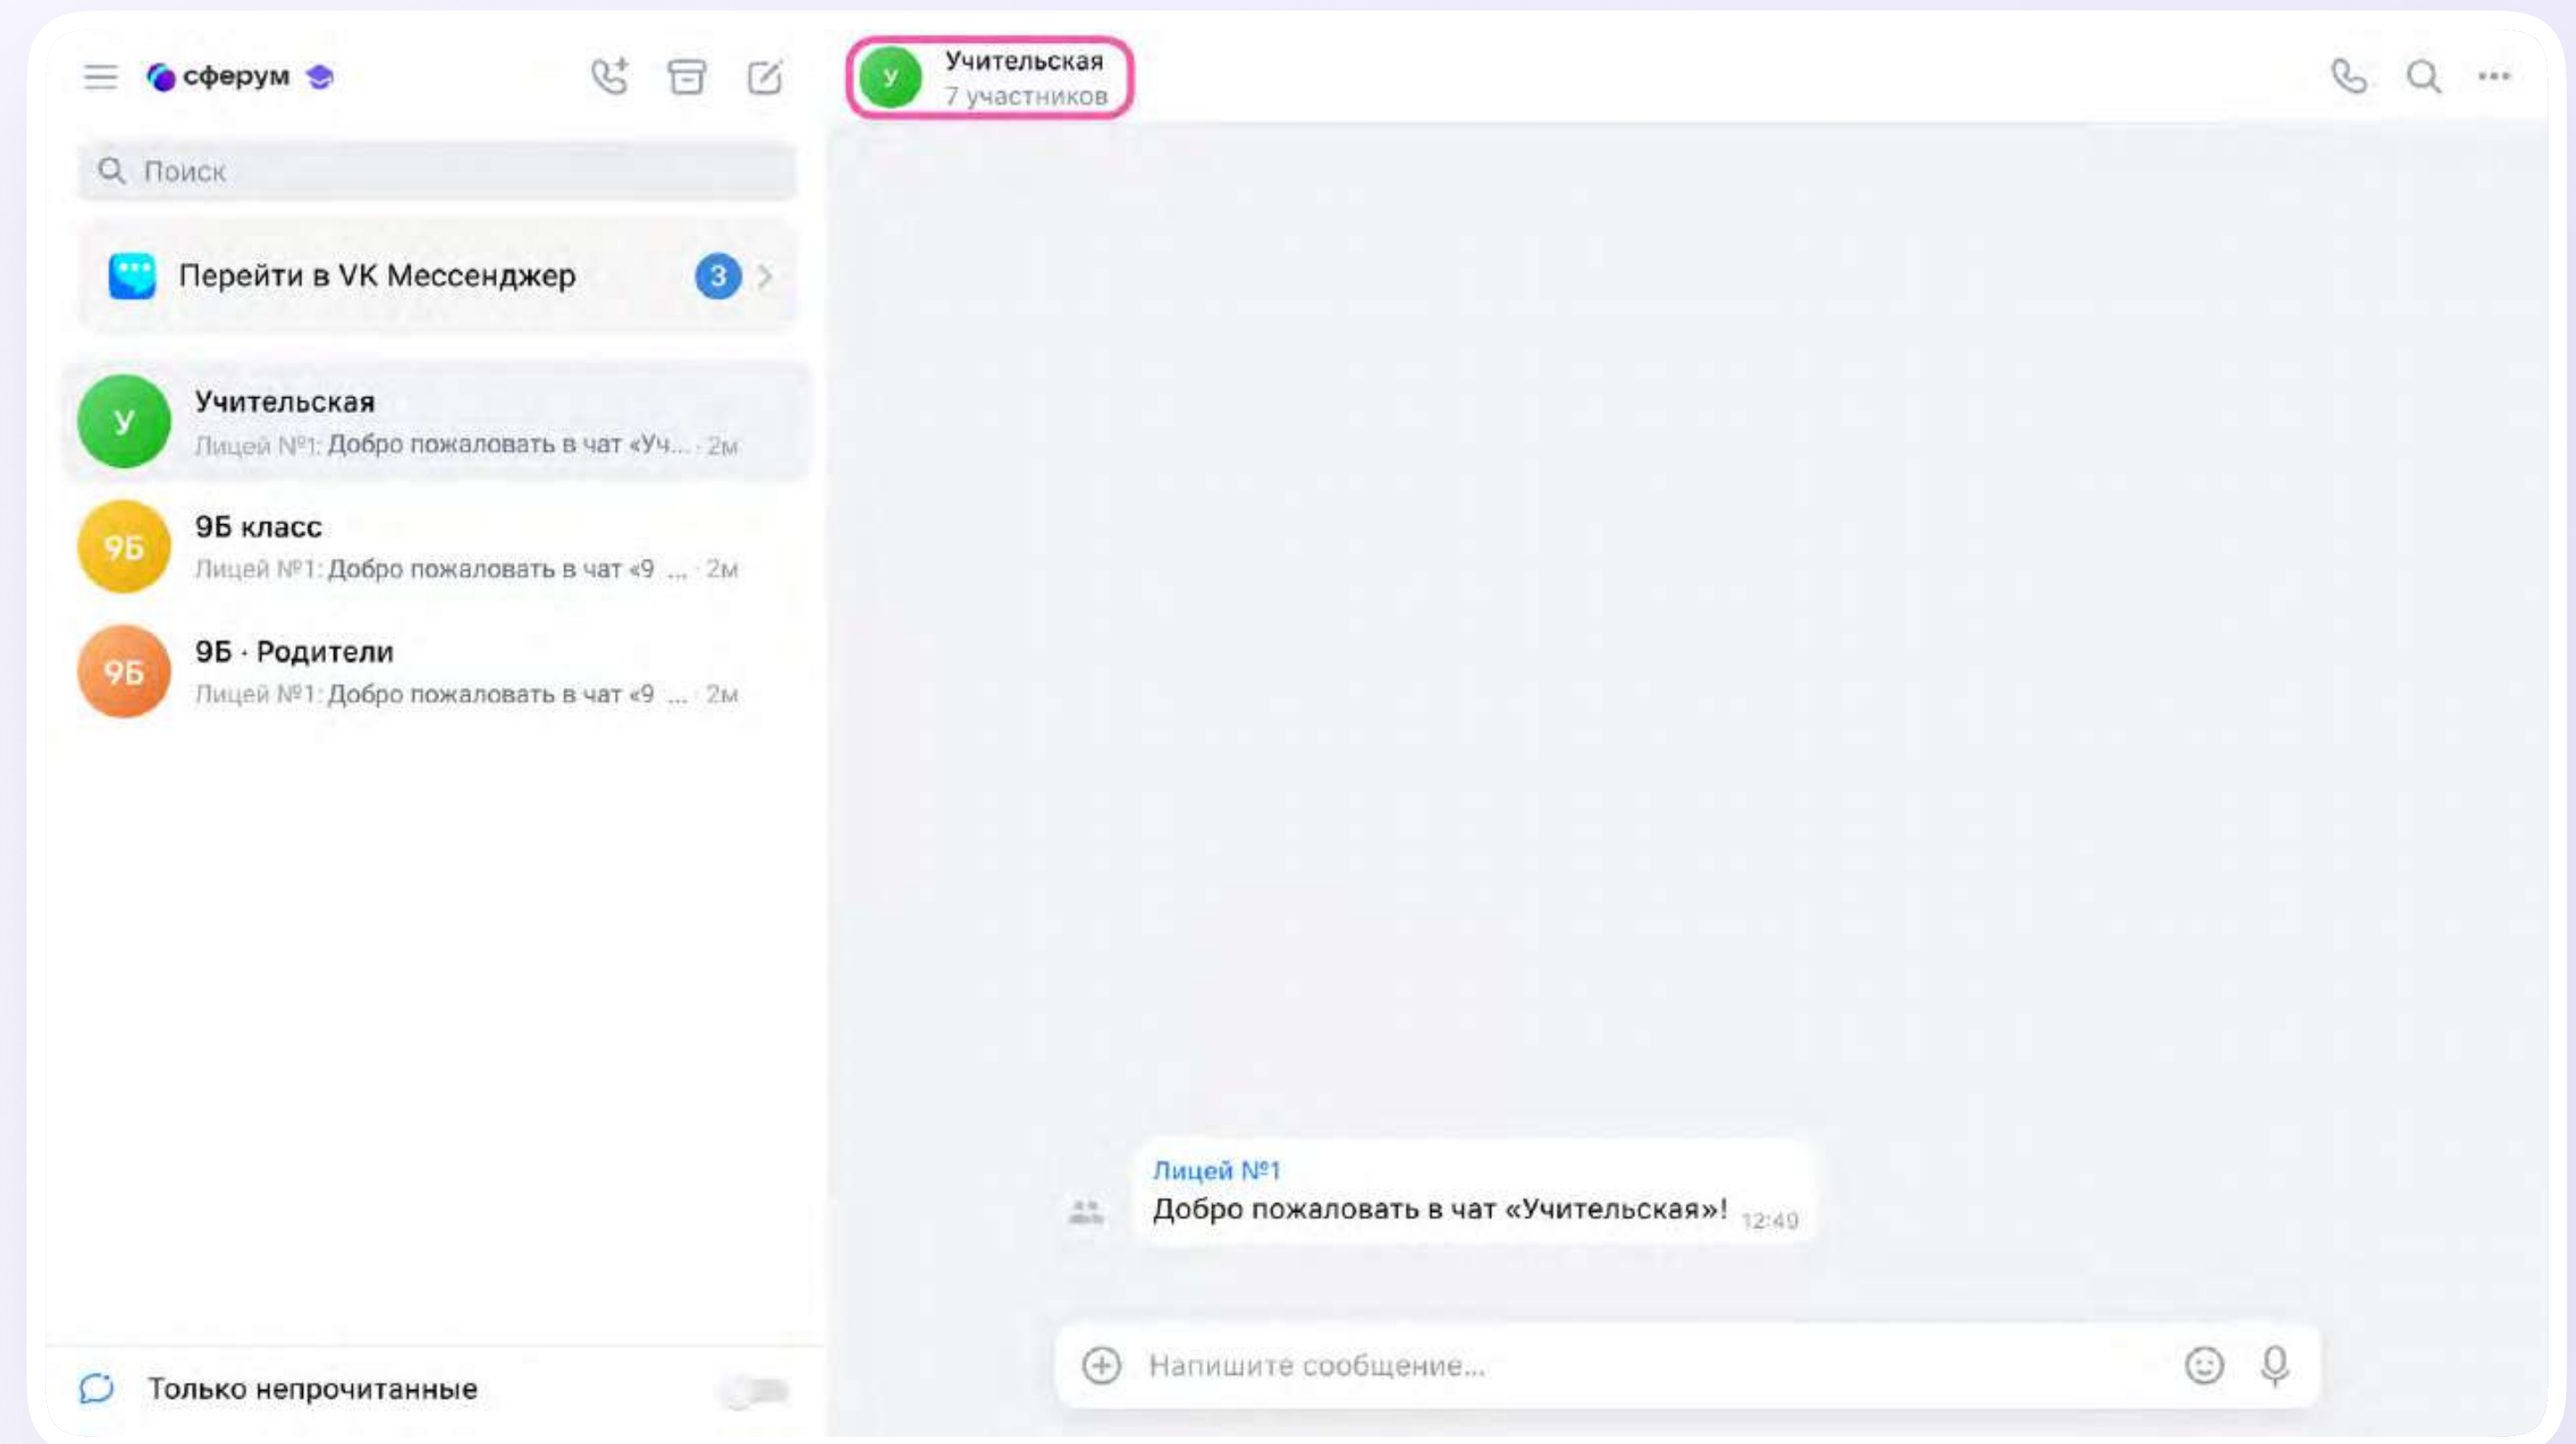 сферум
Поиск
Перейти в VK Мессенджер
3
У
Учительская
Лицей №1: Добро пожаловать в чат «Уч... · 2м
9Б
9Б класс
Лицей №1: Добро пожаловать в чат «9 ... · 2м
9Б
9Б · Родители
Лицей №1: Добро пожаловать в чат «9 ... · 2м
Только непрочитанные
У
Учительская
7 участников
Лицей №1
Добро пожаловать в чат «Учительская»! 12:49
Напишите сообщение...